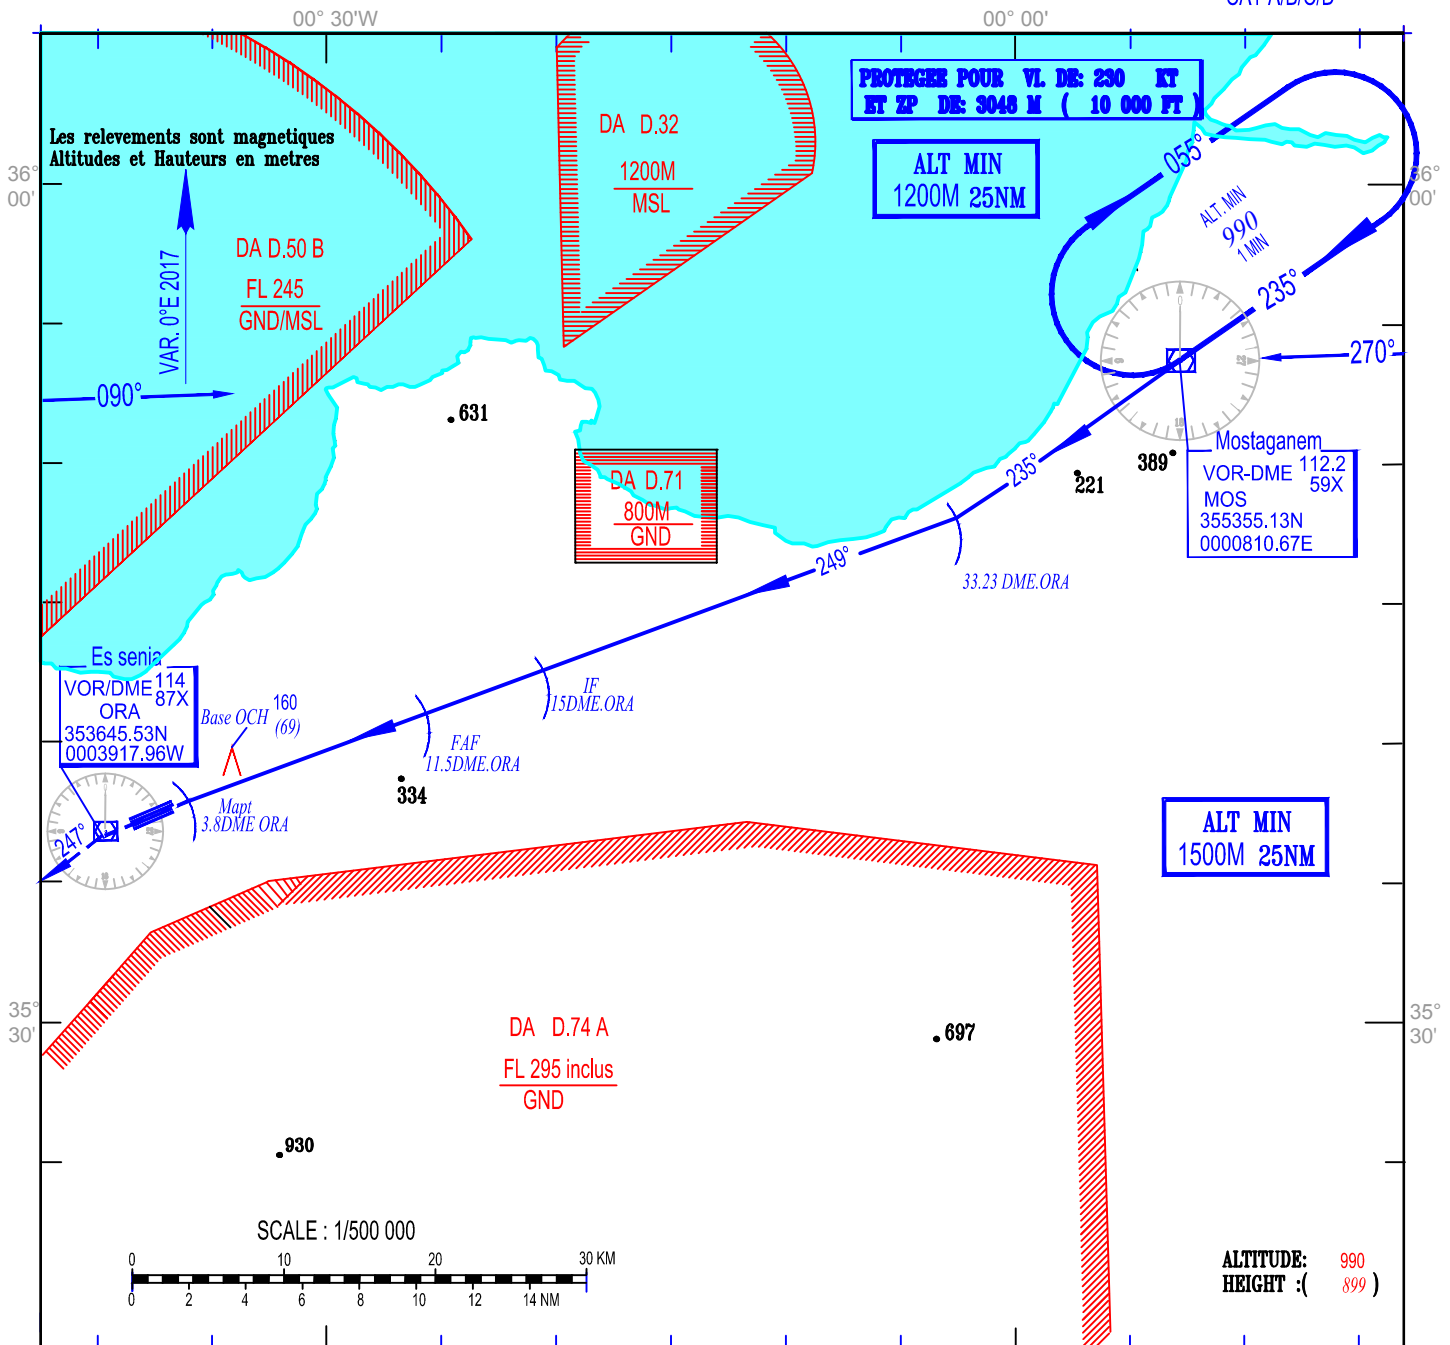 00° 30'W
00° 00'
PROTEGEE POUR VI. DE: 230 KT
ET ZP DE: 3048 M ( 10 000 FT )
Les relevements sont magnetiques
Altitudes et Hauteurs en metres
36°
00'
36°
00'
VAR. 0°E 2017
DA D.50 B
FL 245
GND/MSL
DA D.32
1200M
MSL
ALT MIN
1200M 25NM
055°
ALT. MIN
990
1 MIN
235°
270°
090°
631
DA D.71
800M
GND
235°
221
389
Mostaganem
VOR-DME 112.2
59X
MOS
355355.13N
0000810.67E
249°
33.23 DME.ORA
Es senia
VOR/DME 114
87X
ORA
353645.53N
0003917.96W
Base OCH 160
(69)
IF
15DME.ORA
FAF
11.5DME.ORA
334
Mapt
3.8DME ORA
247°
ALT MIN
1500M 25NM
35°
30'
35°
30'
DA D.74 A
FL 295 inclus
GND
697
930
SCALE : 1/500 000
0 10 20 30 KM
0 2 4 6 8 10 12 14 NM
ALTITUDE: 990
HEIGHT :( 899 )